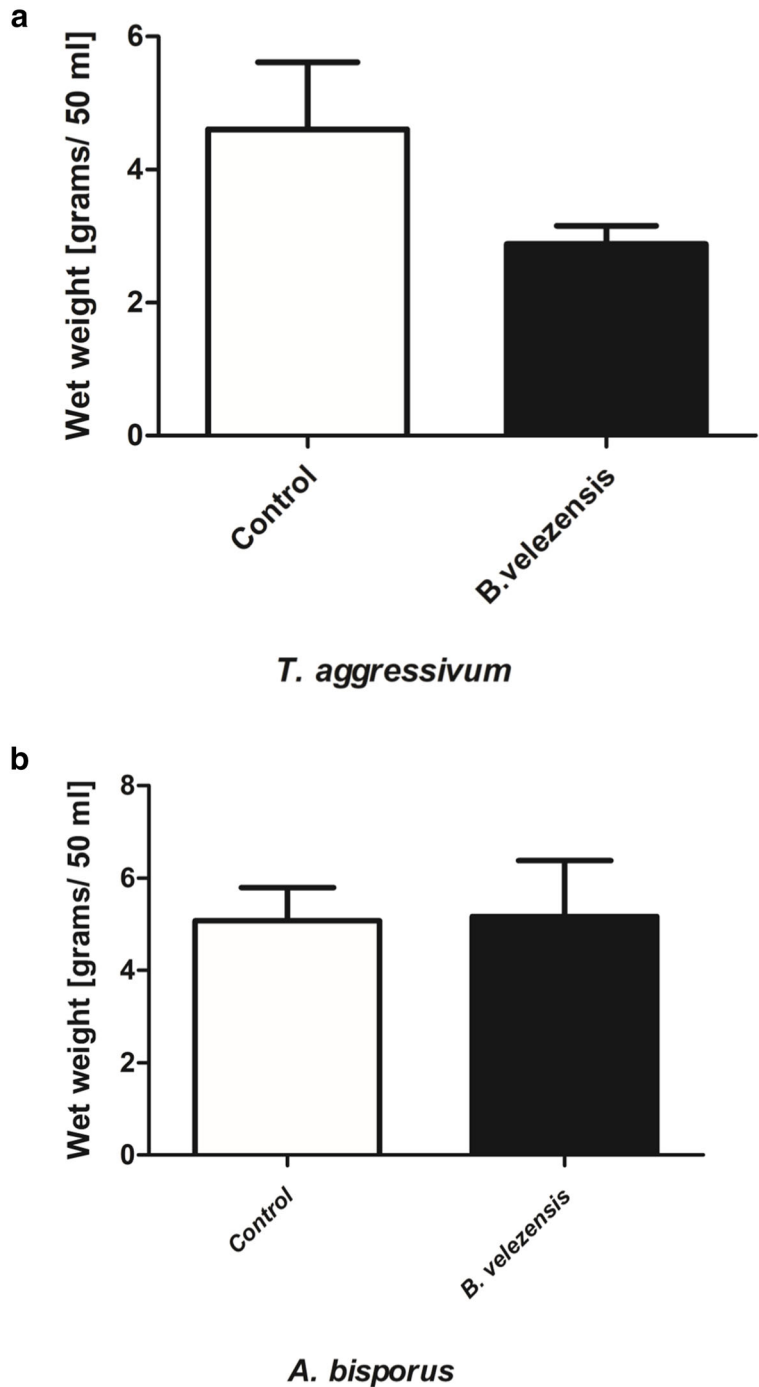 a
Wet weight [grams/ 50 ml]
6
4
2
0
Control
B.velezensis
T. aggressivum
b
Wet weight [grams/ 50 ml]
8
6
4
2
0
Control
B. velezensis
A. bisporus